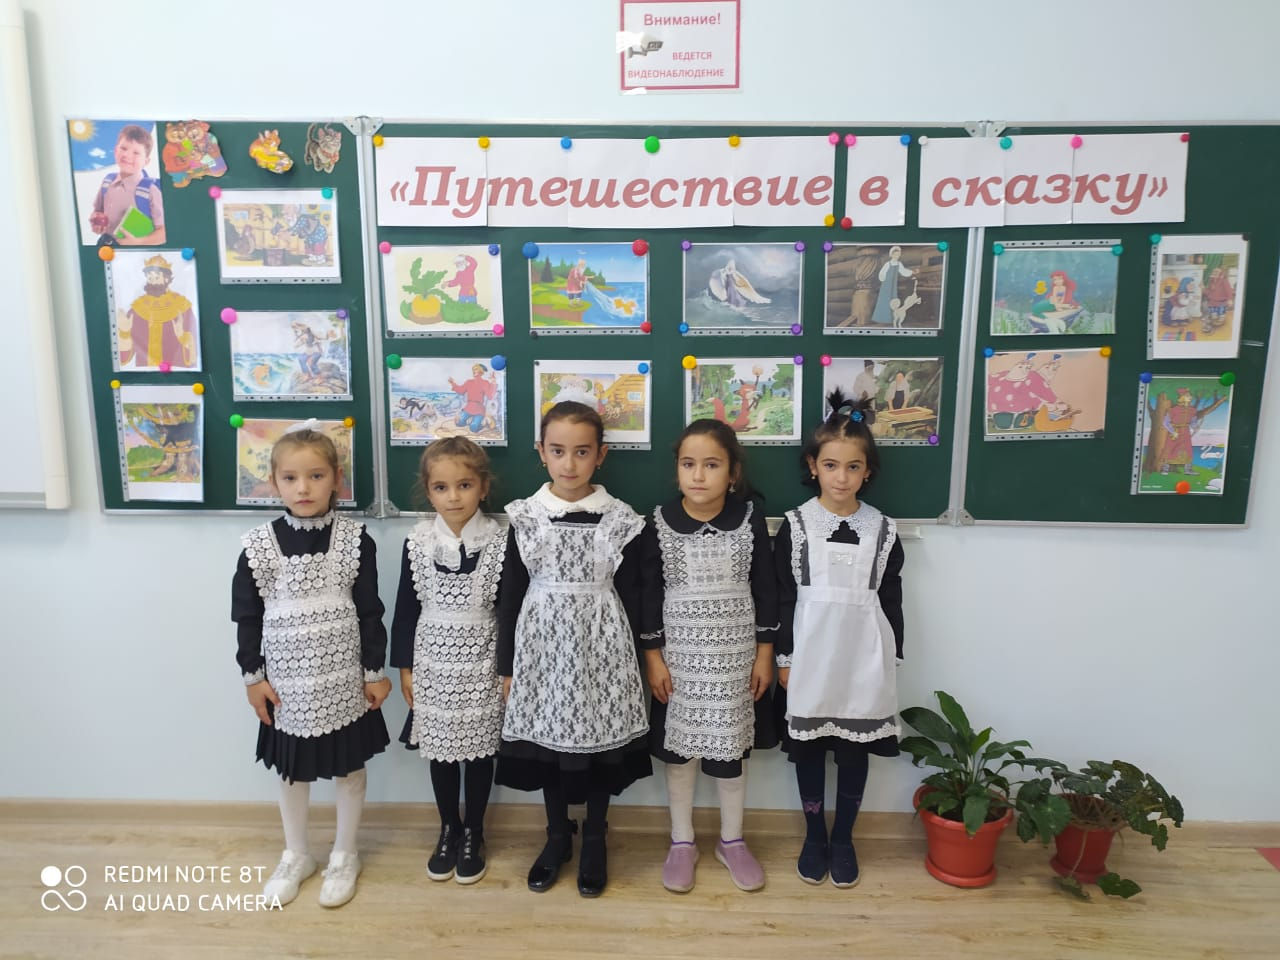 Внимание!
ВЕДЕТСЯ
ВИДЕОНАБЛЮДЕНИЕ
«Путешествие в сказку»
REDMI NOTE 8T
AI QUAD CAMERA